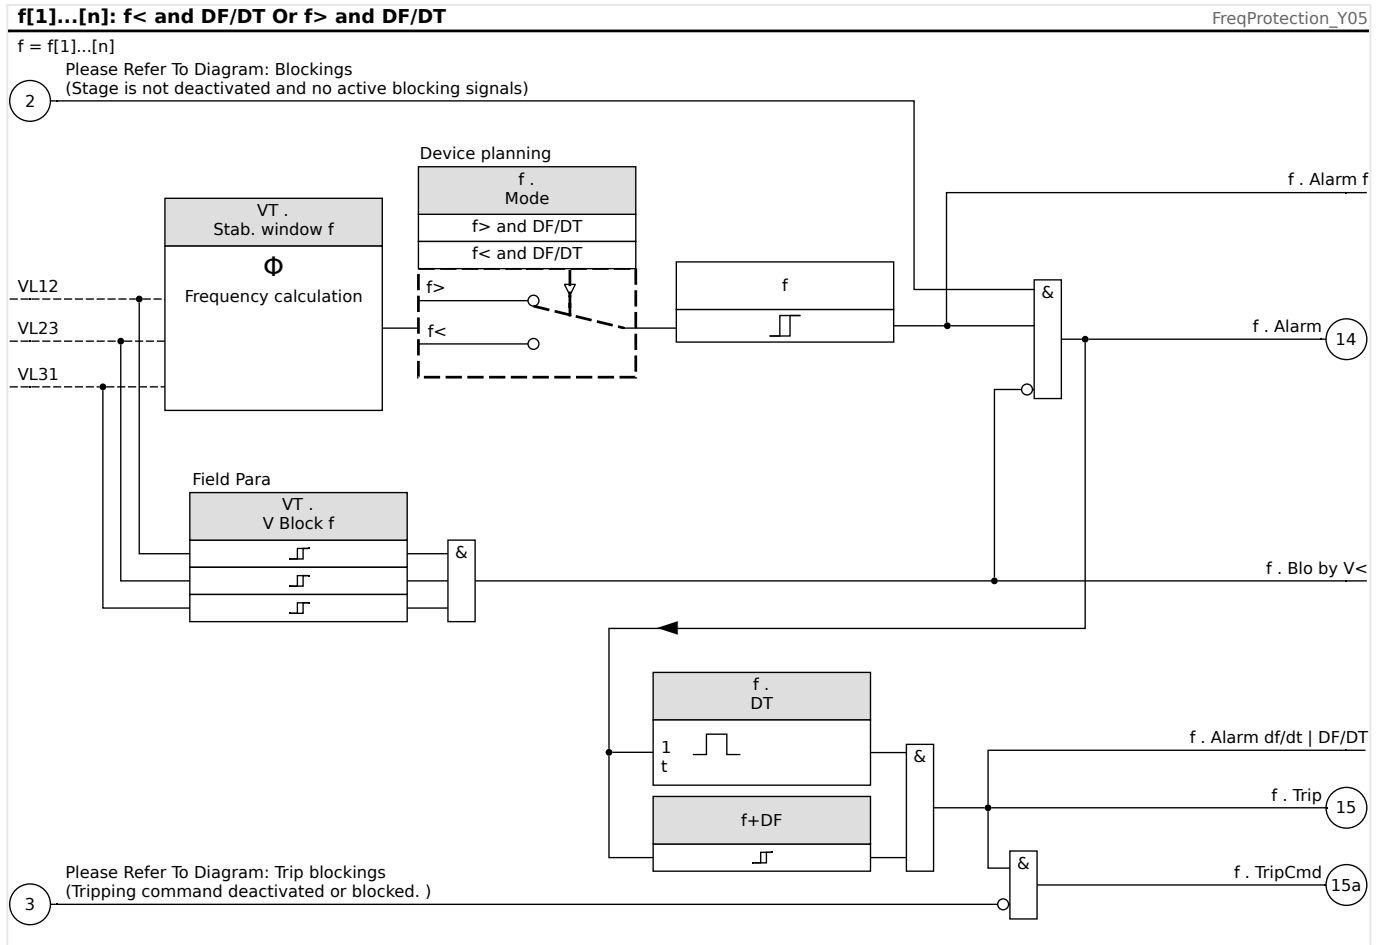 f[1]...[n]: f< and DF/DT Or f> and DF/DT
FreqProtection_Y05
f = f[1]...[n]
Please Refer To Diagram: Blockings
(Stage is not deactivated and no active blocking signals)
2
Device planning
f .
Mode
f> and DF/DT
f< and DF/DT
f>
f<
VT .
Stab. window f
Φ
Frequency calculation
VL12
VL23
VL31
f
&
f . Alarm f
f . Alarm
14
Field Para
VT .
V Block f
&
f . Blo by V<
f .
DT
1
t
f+DF
&
f . Alarm df/dt | DF/DT
f . Trip
15
&
f . TripCmd
15a
Please Refer To Diagram: Trip blockings
(Tripping command deactivated or blocked. )
3